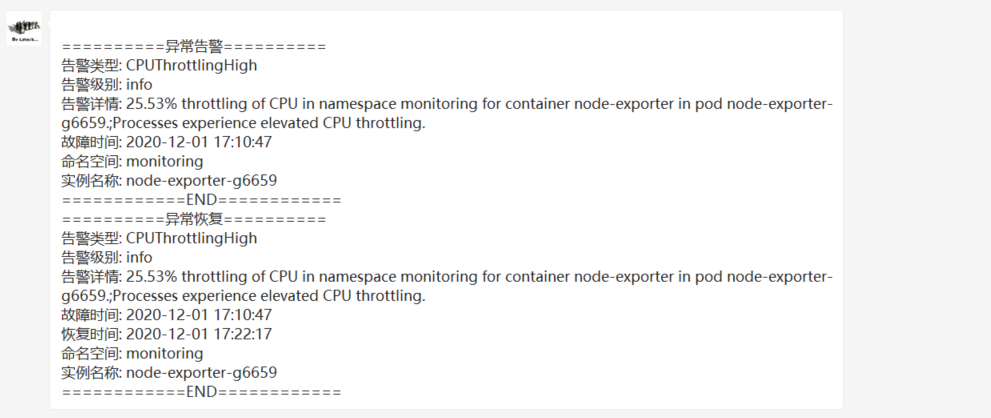 ==========异常告警==========
告警类型: CPUThrottlingHigh
告警级别: info
告警详情: 25.53% throttling of CPU in namespace monitoring for container node-exporter in pod node-exporter-
g6659.;Processes experience elevated CPU throttling.
故障时间: 2020-12-01 17:10:47
命名空间: monitoring
实例名称: node-exporter-g6659
============END============
==========异常恢复==========
告警类型: CPUThrottlingHigh
告警级别: info
告警详情: 25.53% throttling of CPU in namespace monitoring for container node-exporter in pod node-exporter-
g6659.;Processes experience elevated CPU throttling.
故障时间: 2020-12-01 17:10:47
恢复时间: 2020-12-01 17:22:17
命名空间: monitoring
实例名称: node-exporter-g6659
============END============